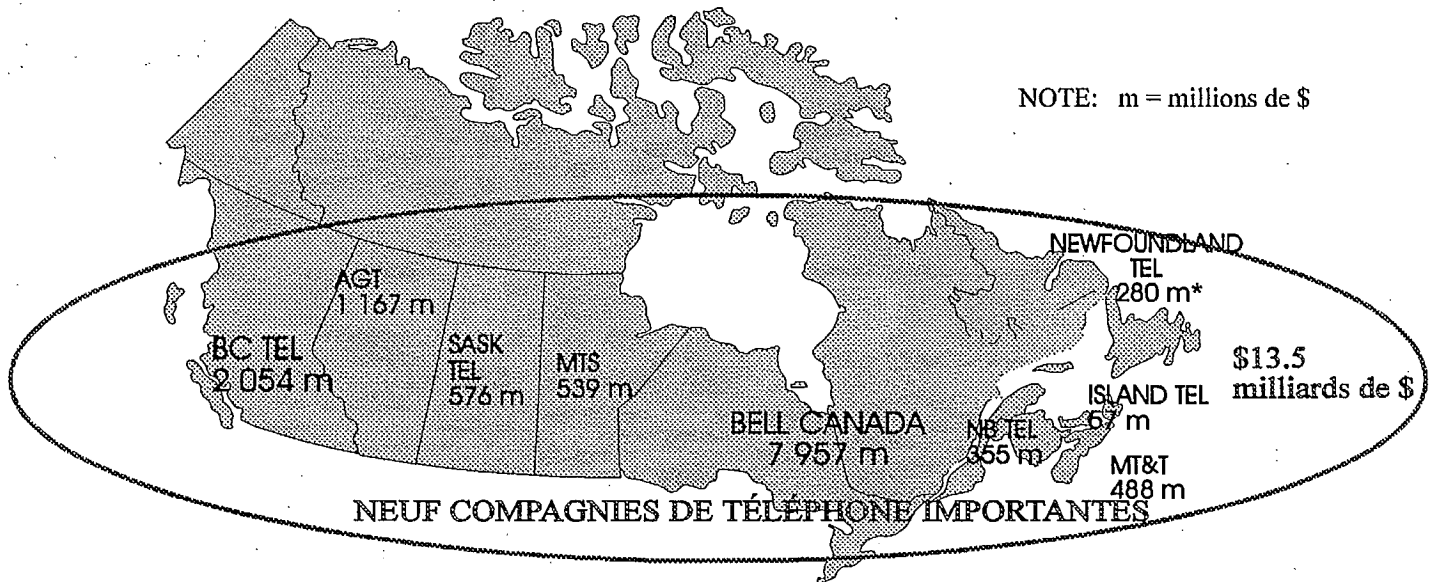 NOTE: m = millions de $
NEWFOUNDLAND
TEL
280 m*
AGT
1 167 m
BC TEL
2 054 m
SASK
TEL
576 m
MTS
539 m
$13.5
milliards de $
ISLAND TEL
67 m
BELL CANADA
7 957 m
NB TEL
355 m
MT&T
488 m
NEUF COMPAGNIES DE TÉLÉPHONE IMPORTANTES